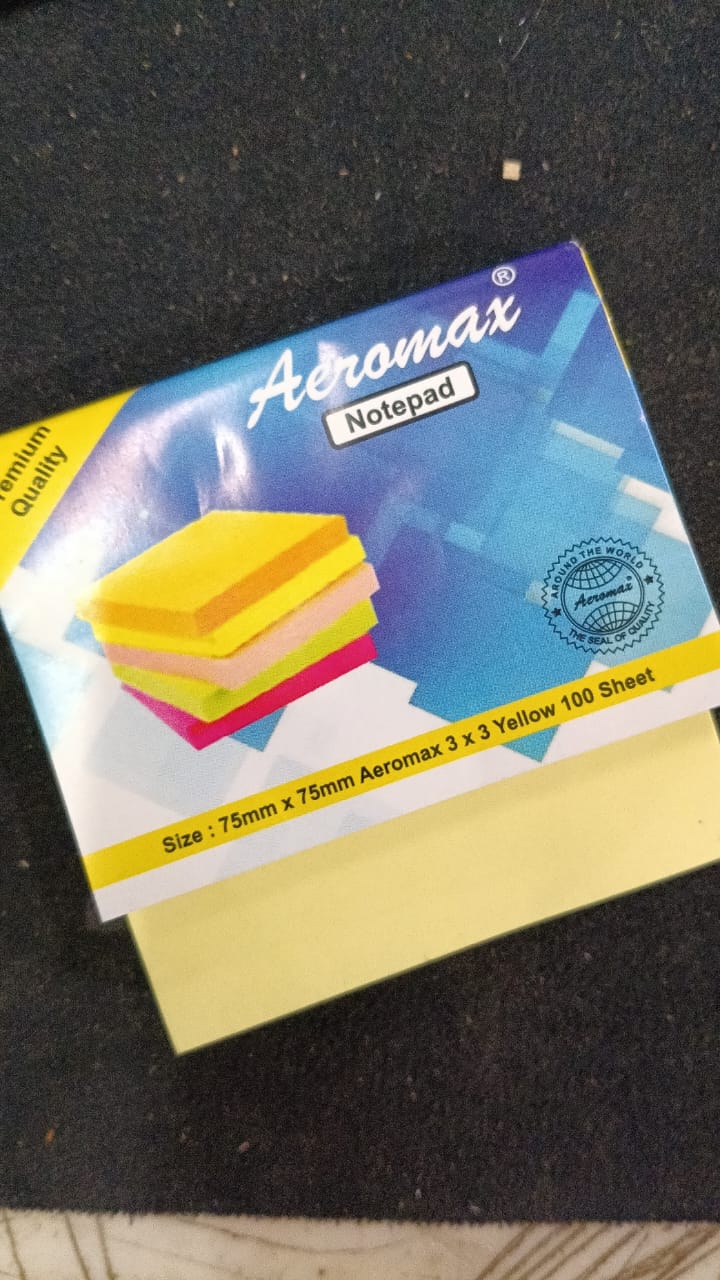 Aeromax®
Notepad
remium
Quality
AROUND THE WORLD
Aeromax®
THE SEAL OF QUALITY
Size : 75mm x 75mm Aeromax 3 x 3 Yellow 100 Sheet